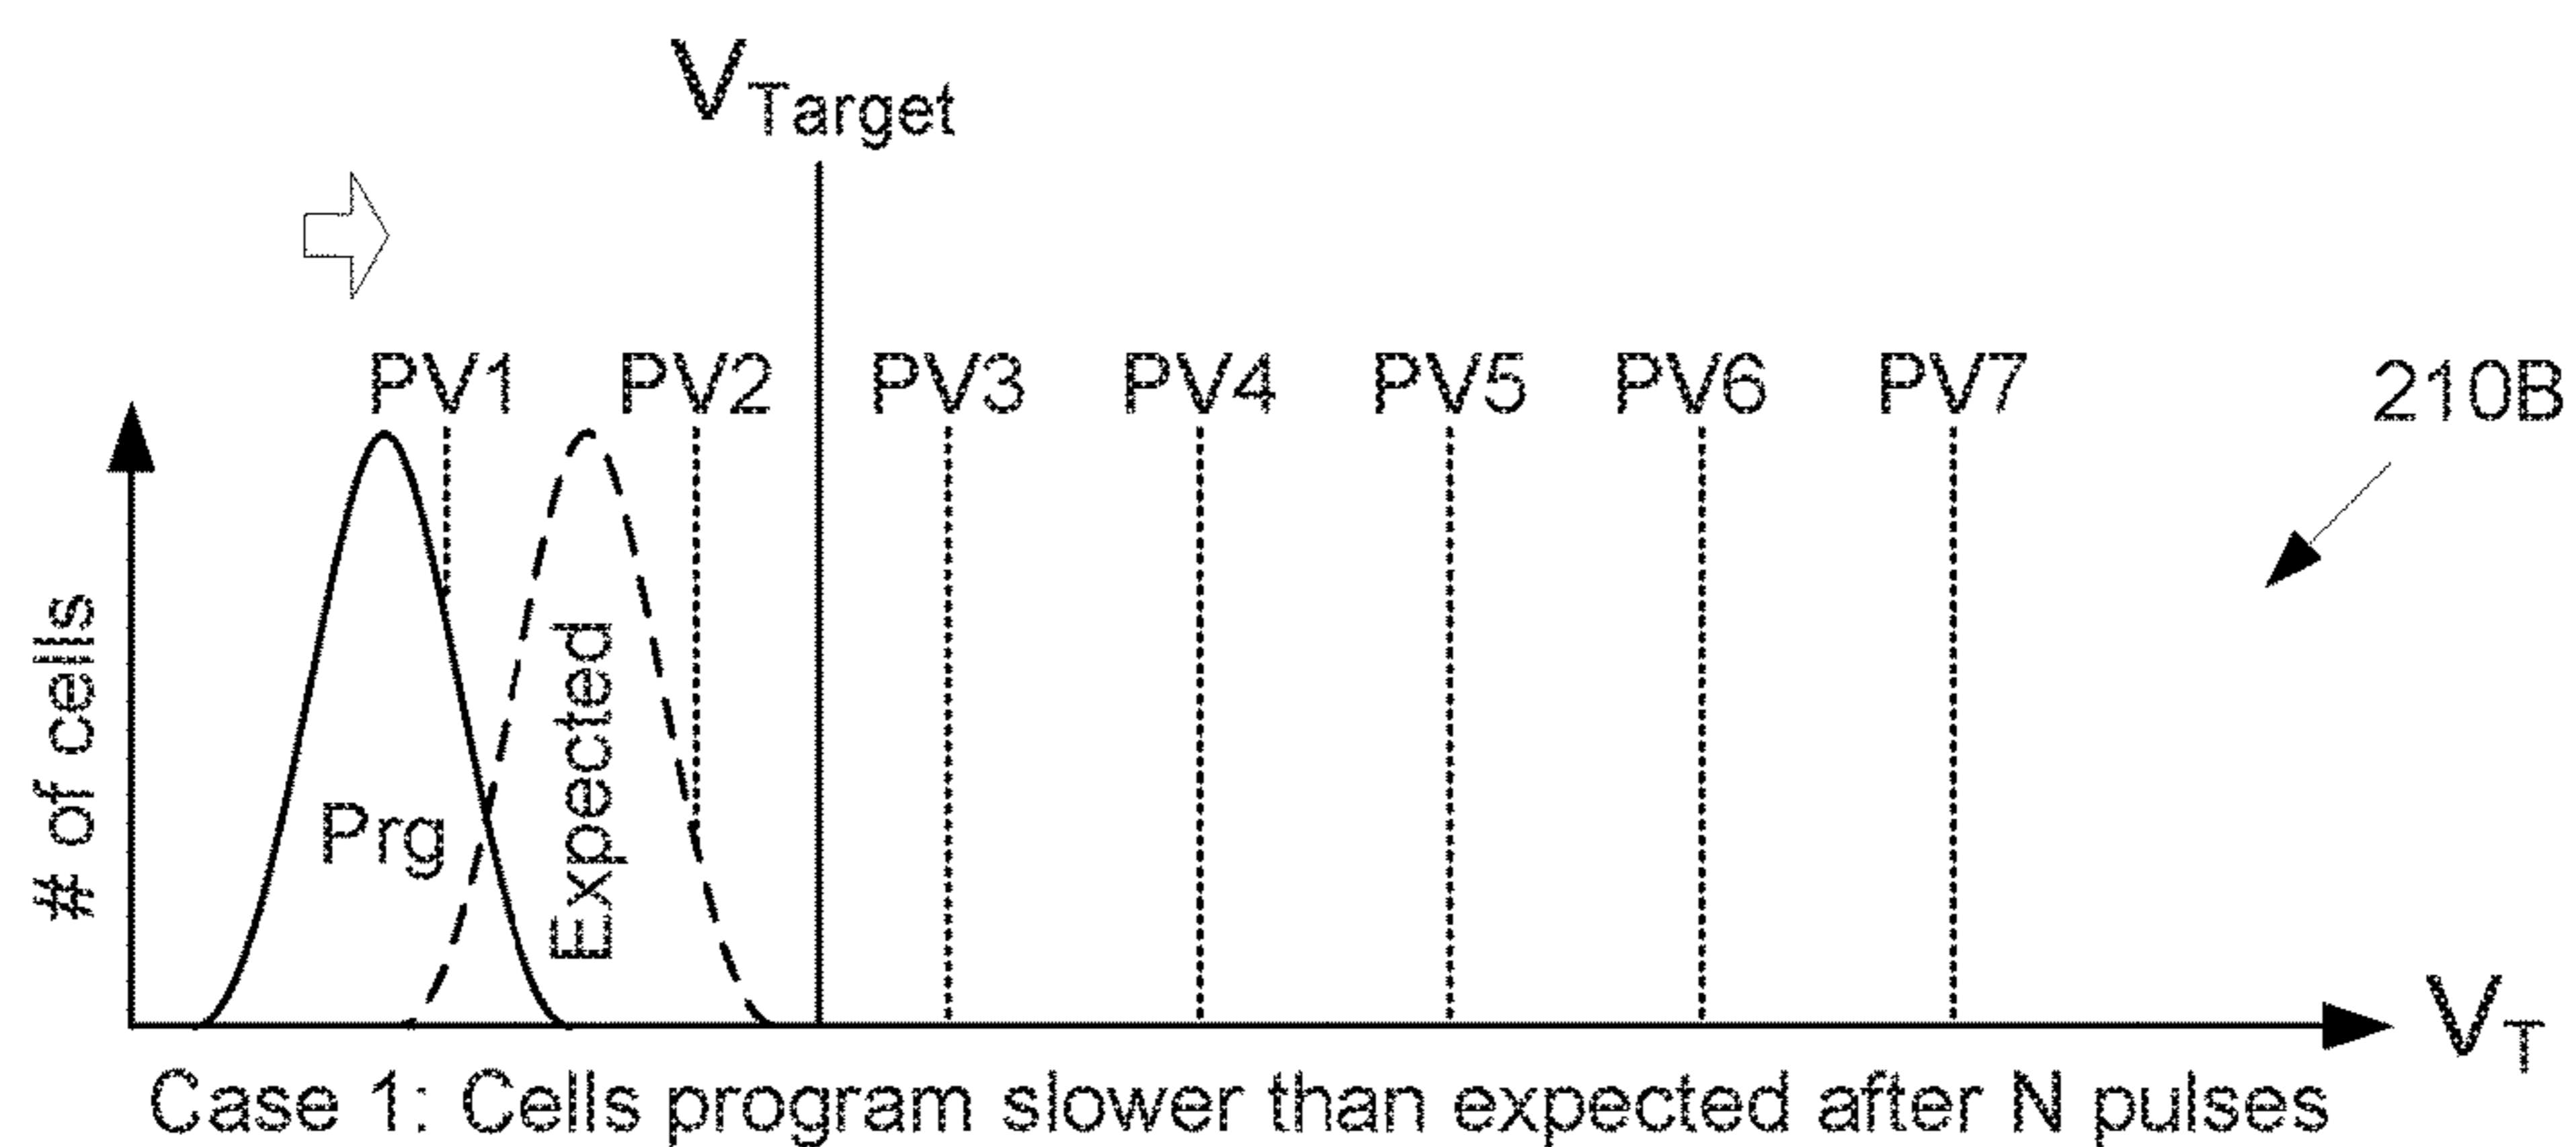 VTarget
PV1 PV2 PV3 PV4 PV5 PV6 PV7
210B
# of cells
Prg
Expected
VT
Case 1: Cells program slower than expected after N pulses